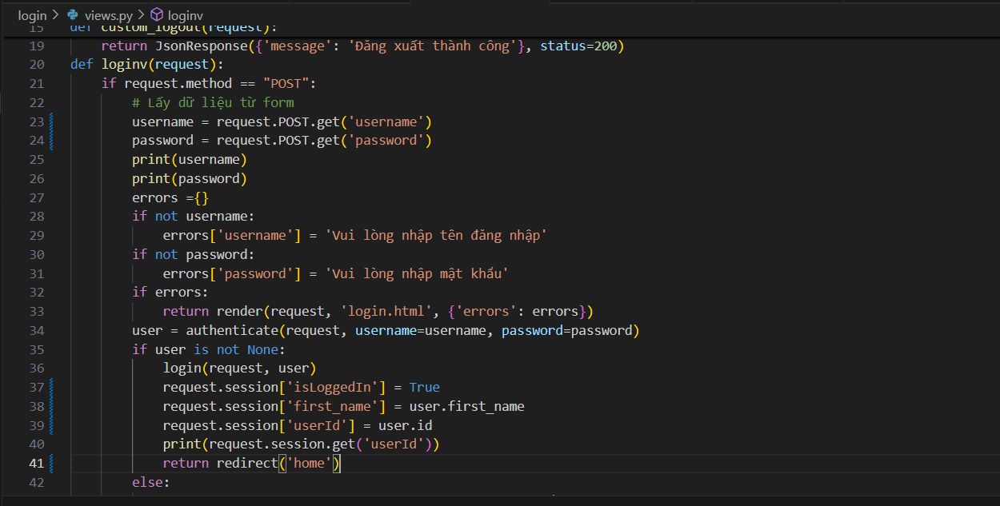 login > views.py > loginv
15 def custom_logout(request):
19 return JsonResponse({'message': 'Đăng xuất thành công'}, status=200)
20 def loginv(request):
21 if request.method == "POST":
22 # Lấy dữ liệu từ form
23 username = request.POST.get('username')
24 password = request.POST.get('password')
25 print(username)
26 print(password)
27 errors ={}
28 if not username:
29 errors['username'] = 'Vui lòng nhập tên đăng nhập'
30 if not password:
31 errors['password'] = 'Vui lòng nhập mật khẩu'
32 if errors:
33 return render(request, 'login.html', {'errors': errors})
34 user = authenticate(request, username=username, password=password)
35 if user is not None:
36 login(request, user)
37 request.session['isLoggedIn'] = True
38 request.session['first_name'] = user.first_name
39 request.session['userId'] = user.id
40 print(request.session.get('userId'))
41 return redirect('home')
42 else: